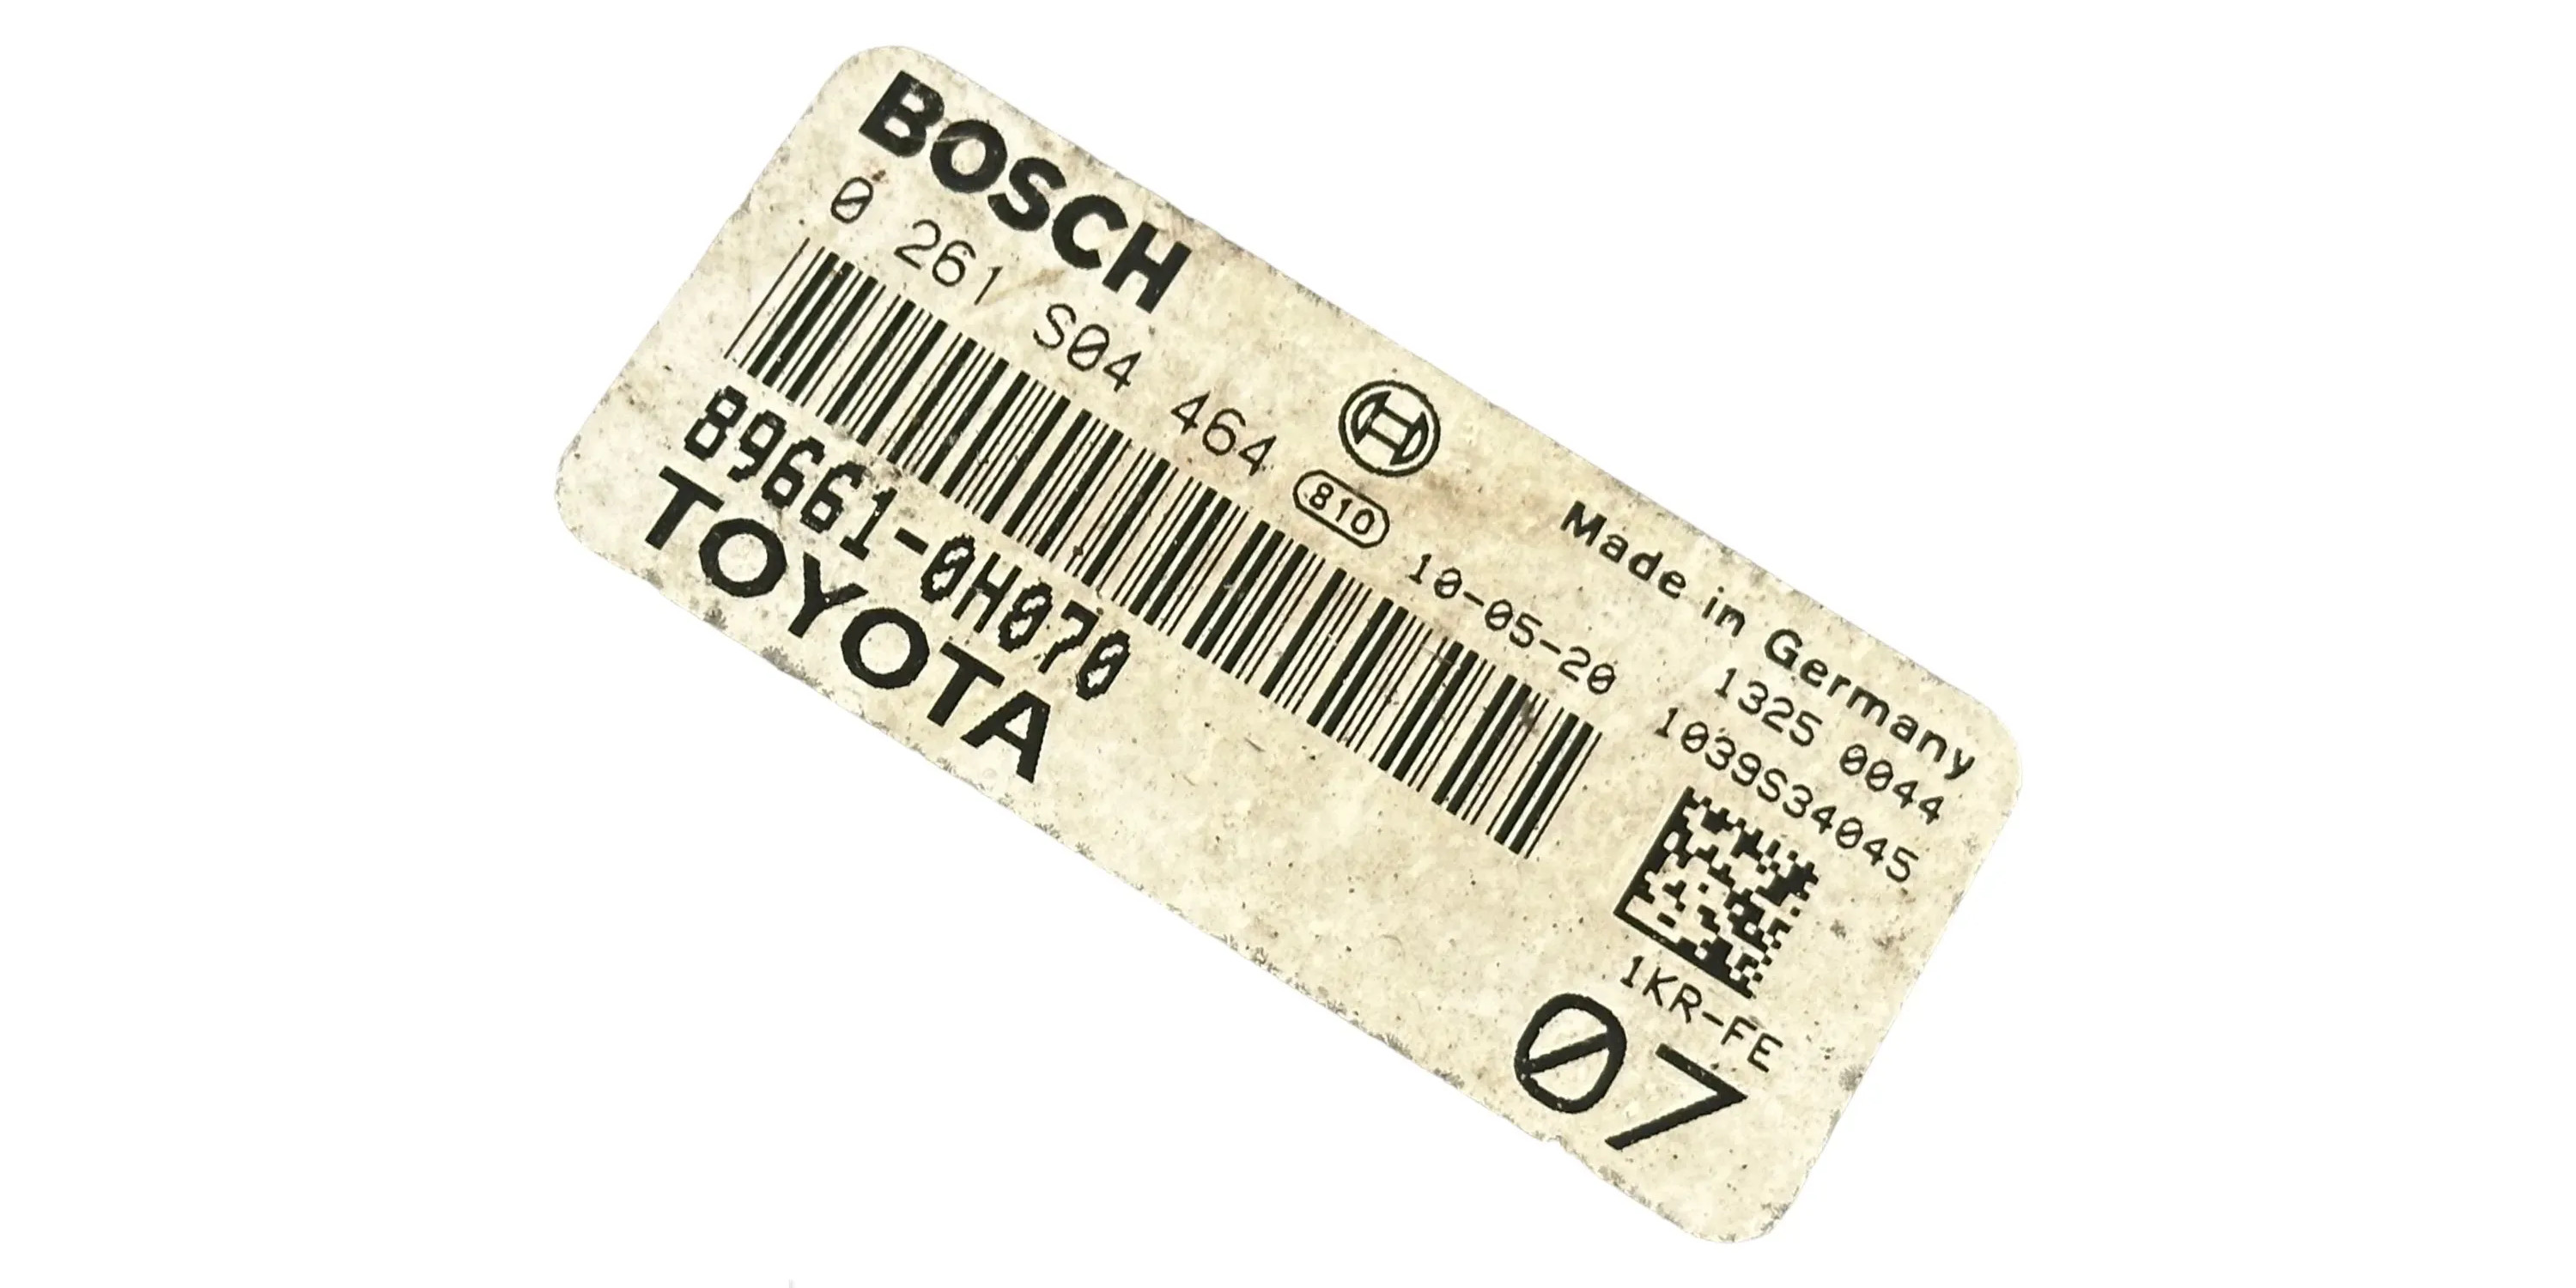 BOSCH
0 261 S04 464
810
10-05-20
Made in Germany
1325 0044
1039S34045
89661-0H070
TOYOTA
1KR-FE
07